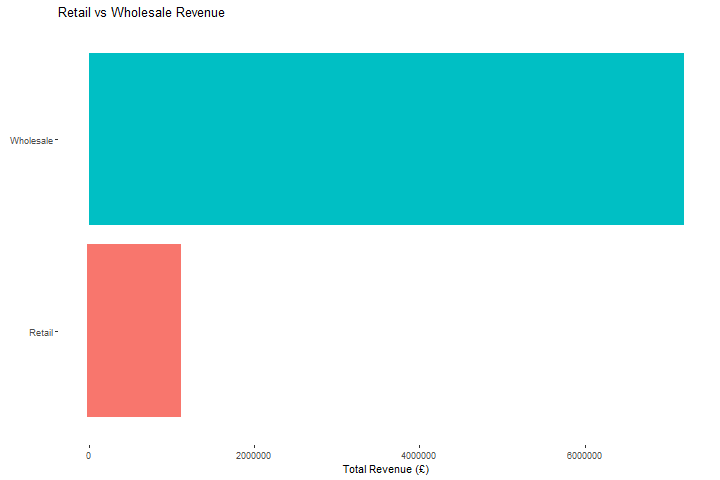 Retail vs Wholesale Revenue
Wholesale
Retail
0 2000000 4000000 6000000
Total Revenue (£)